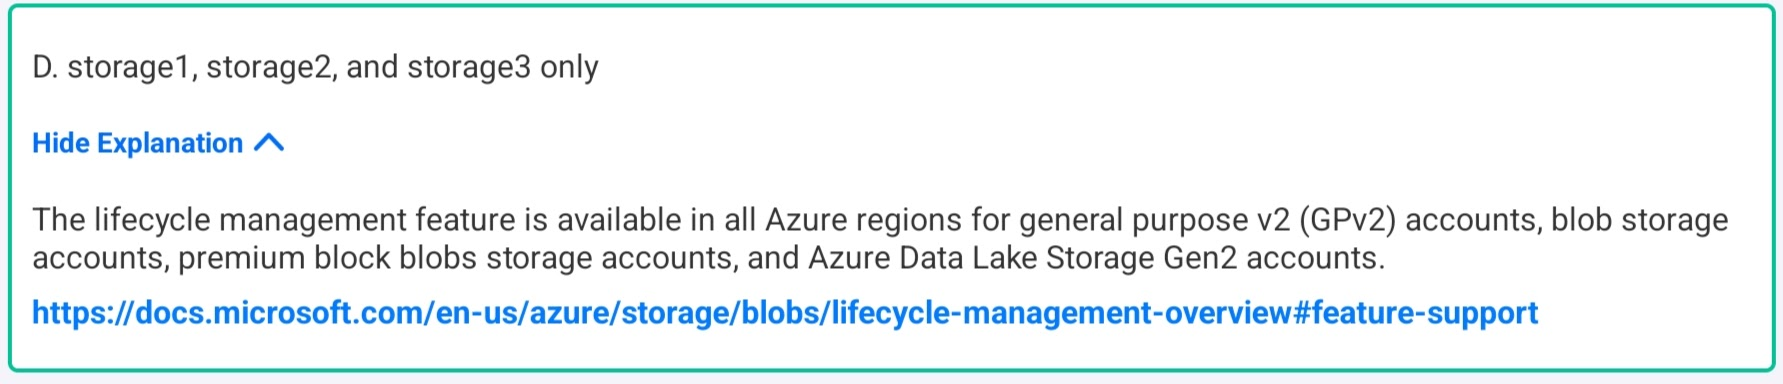 D. storage1, storage2, and storage3 only
Hide Explanation
The lifecycle management feature is available in all Azure regions for general purpose v2 (GPv2) accounts, blob storage
accounts, premium block blobs storage accounts, and Azure Data Lake Storage Gen2 accounts.
https://docs.microsoft.com/en-us/azure/storage/blobs/lifecycle-management-overview#feature-support